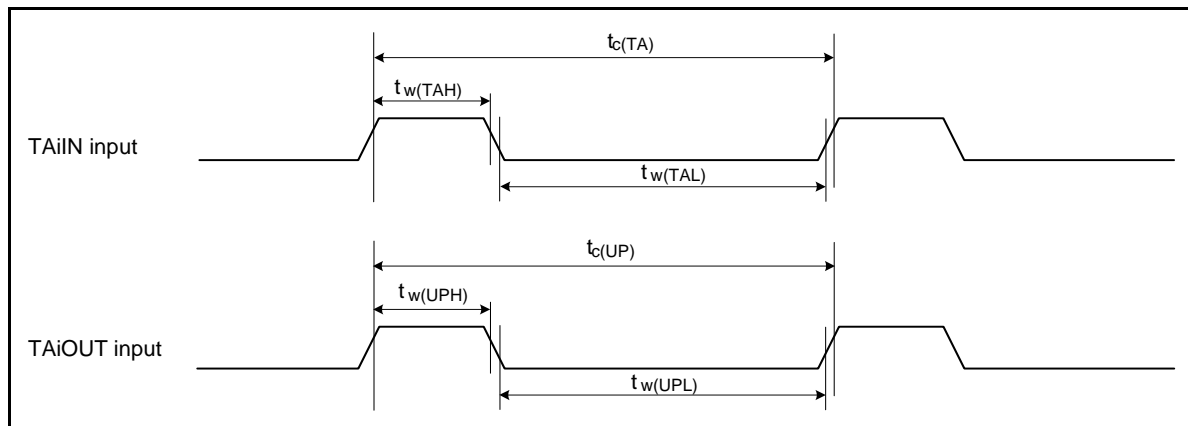 tc(TA)
tw(TAH)
TAiIN input
tw(TAL)
tc(UP)
tw(UPH)
TAiOUT input
tw(UPL)